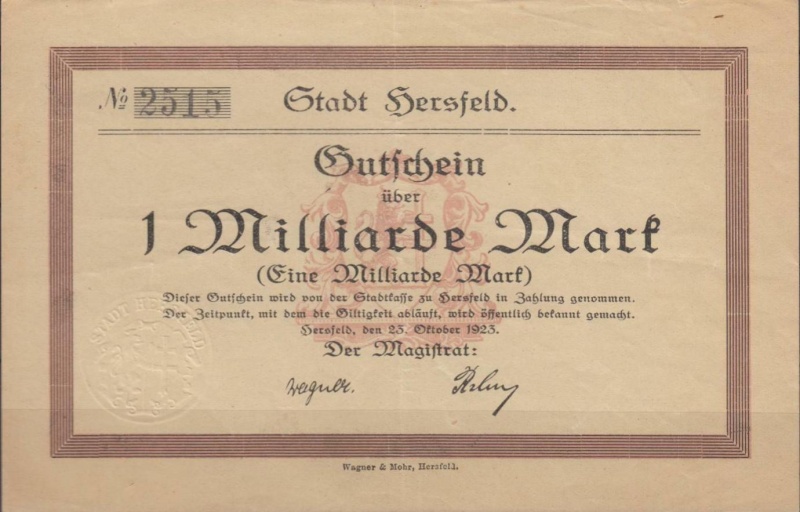 № 2515
Stadt Hersfeld.
Gutschein
über
1 Milliarde Mark
(Eine Milliarde Mark)
Dieser Gutschein wird von der Stadtkasse zu Hersfeld in Zahlung genommen.
Der Zeitpunkt, mit dem die Giltigkeit abläuft, wird öffentlich bekannt gemacht.
Hersfeld, den 23. Oktober 1923.
Der Magistrat:
Wagner.
Wagner & Mohr, Hersfeld.